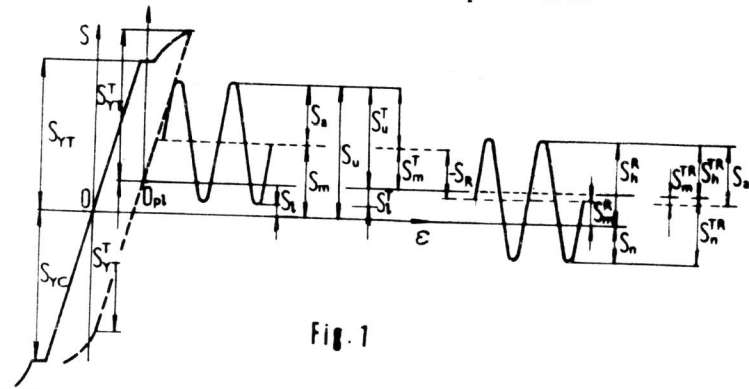 S
S_YT
S_YT^T
S_YC
S_YT^T
O
O_pl
S_a
S_m
S_u
S_l
S_u^T
S_m^T
S_l^T
-S_R
ε
S_h^R
S_m^R
S_n
S_m^TR
S_h^TR
S_n^TR
S_a
Fig. 1